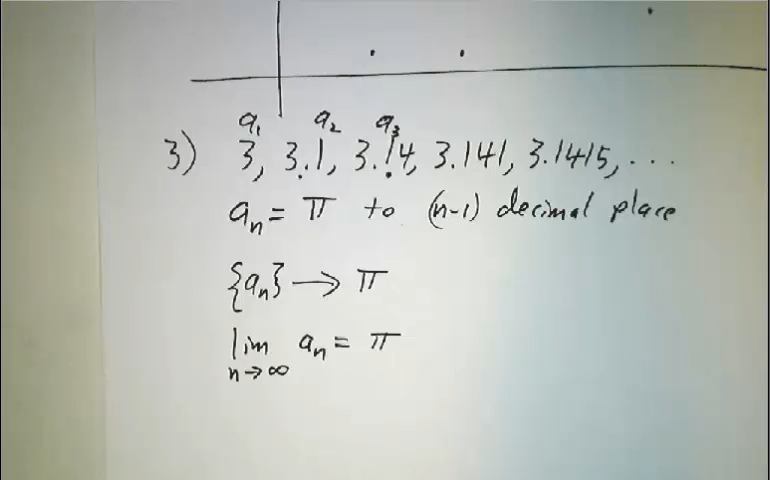 a₁ a₂ a₃
3) 3, 3.1, 3.14, 3.141, 3.1415, ...
aₙ = π to (n-1) decimal place
{aₙ} → π
lim aₙ = π
n→∞